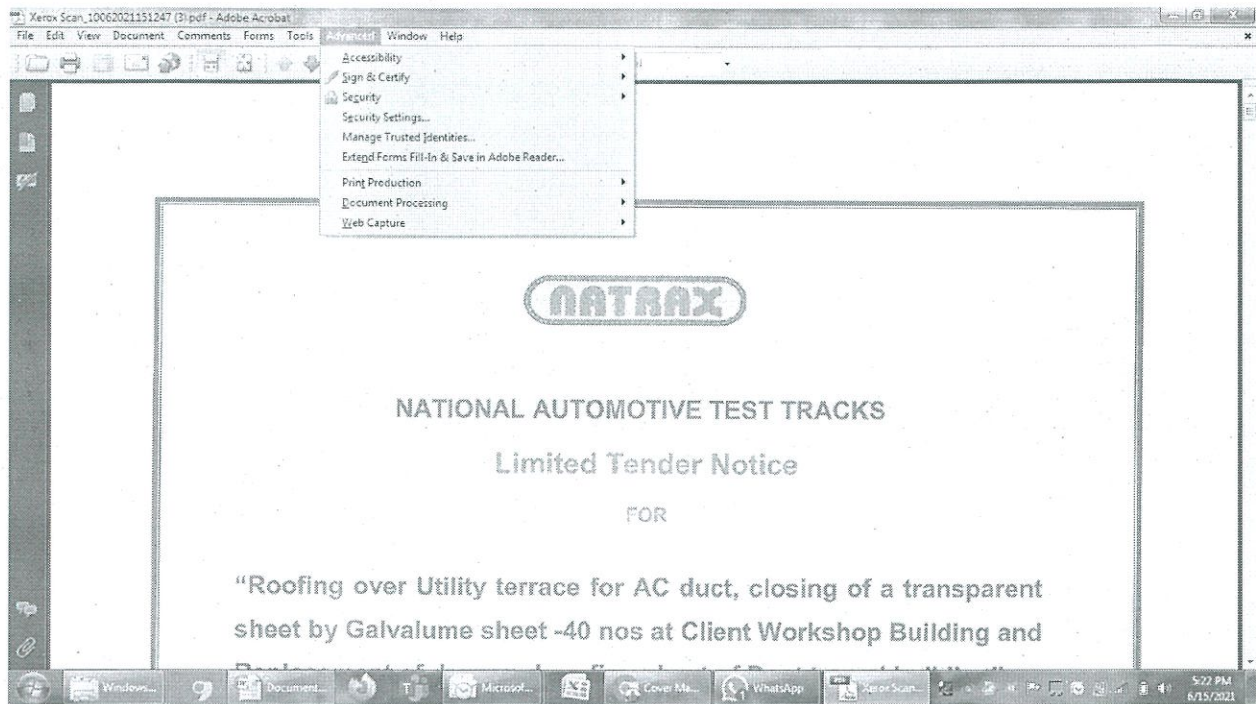 Xerox Scan_10062021151247 (3).pdf - Adobe Acrobat
File Edit View Document Comments Forms Tools Advanced Window Help
Accessibility
Sign & Certify
Security
Security Settings...
Manage Trusted Identities...
Extend Forms Fill-In & Save in Adobe Reader...
Print Production
Document Processing
Web Capture
NATRAX
NATIONAL AUTOMOTIVE TEST TRACKS
Limited Tender Notice
FOR
“Roofing over Utility terrace for AC duct, closing of a transparent
sheet by Galvalume sheet -40 nos at Client Workshop Building and
Windows... Document... Microsof... Cover Ma... WhatsApp Xerox Scan... 5:22 PM
6/15/2021